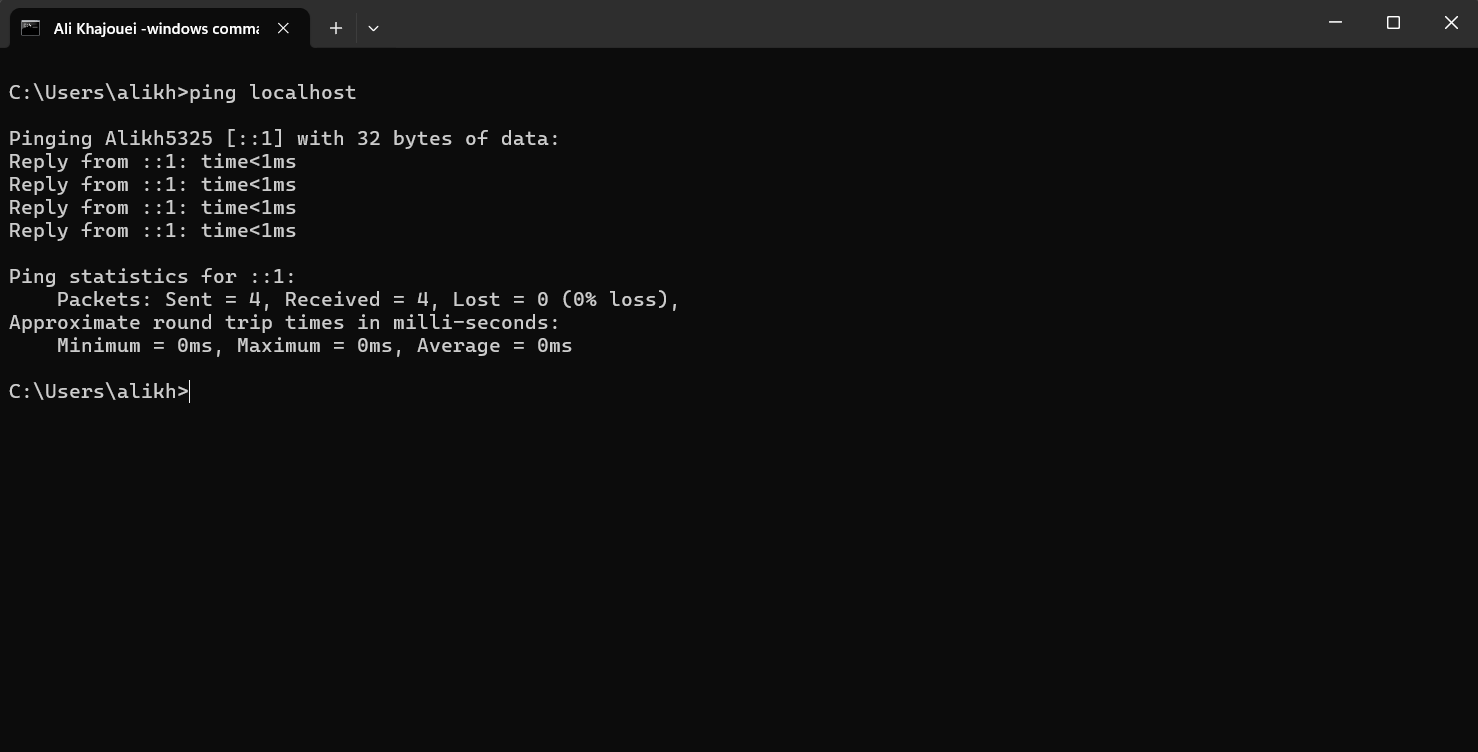 Ali Khajouei -windows comma
C:\Users\alikh>ping localhost
Pinging Alikh5325 [::1] with 32 bytes of data:
Reply from ::1: time<1ms
Reply from ::1: time<1ms
Reply from ::1: time<1ms
Reply from ::1: time<1ms
Ping statistics for ::1:
    Packets: Sent = 4, Received = 4, Lost = 0 (0% loss),
Approximate round trip times in milli-seconds:
    Minimum = 0ms, Maximum = 0ms, Average = 0ms
C:\Users\alikh>